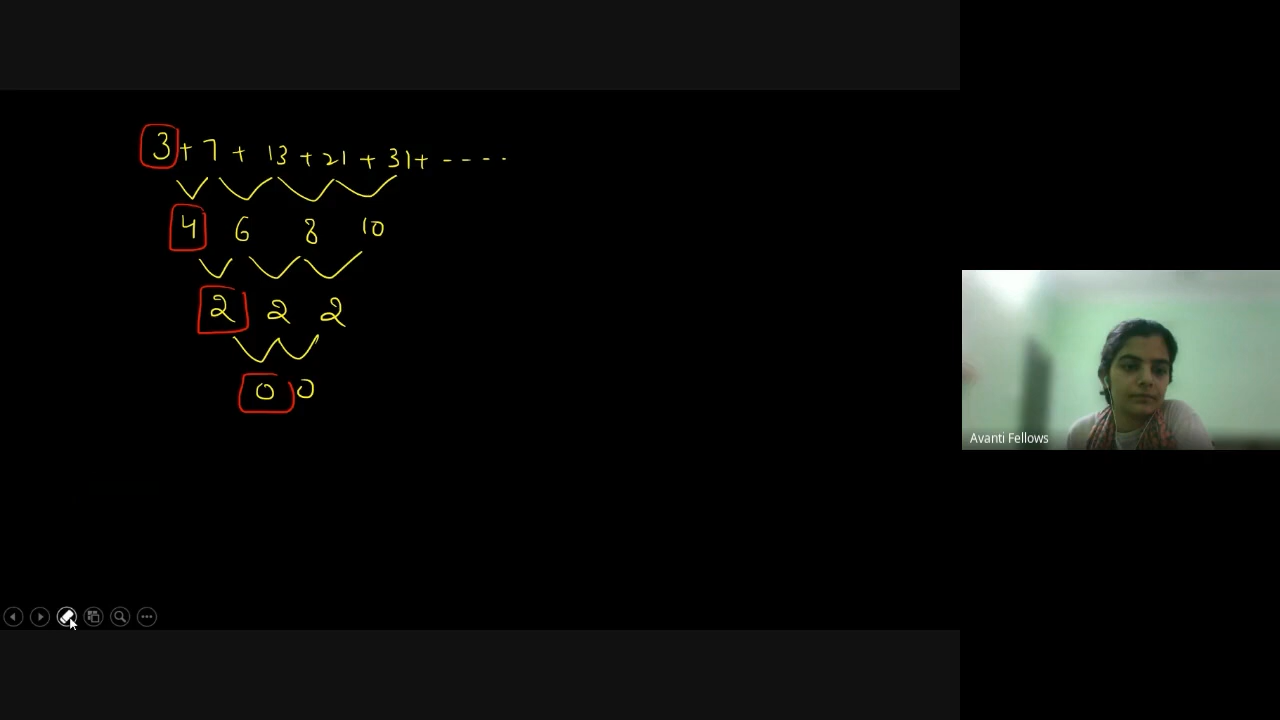 3 + 7 + 13 + 21 + 31 + - - - -
4 6 8 10
2 2 2
0 0
Avanti Fellows